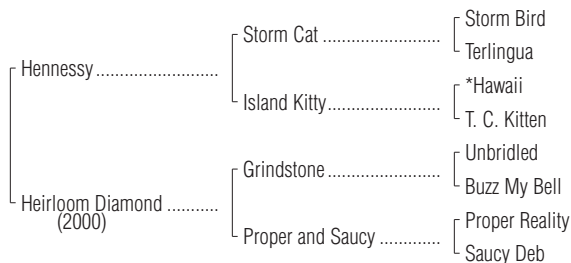 Storm Bird
Storm Cat ........................
Terlingua
Hennessy .........................
*Hawaii
Island Kitty .......................
T. C. Kitten
Unbridled
Grindstone .......................
Buzz My Bell
Heirloom Diamond ...........
(2000)
Proper Reality
Proper and Saucy .............
Saucy Deb